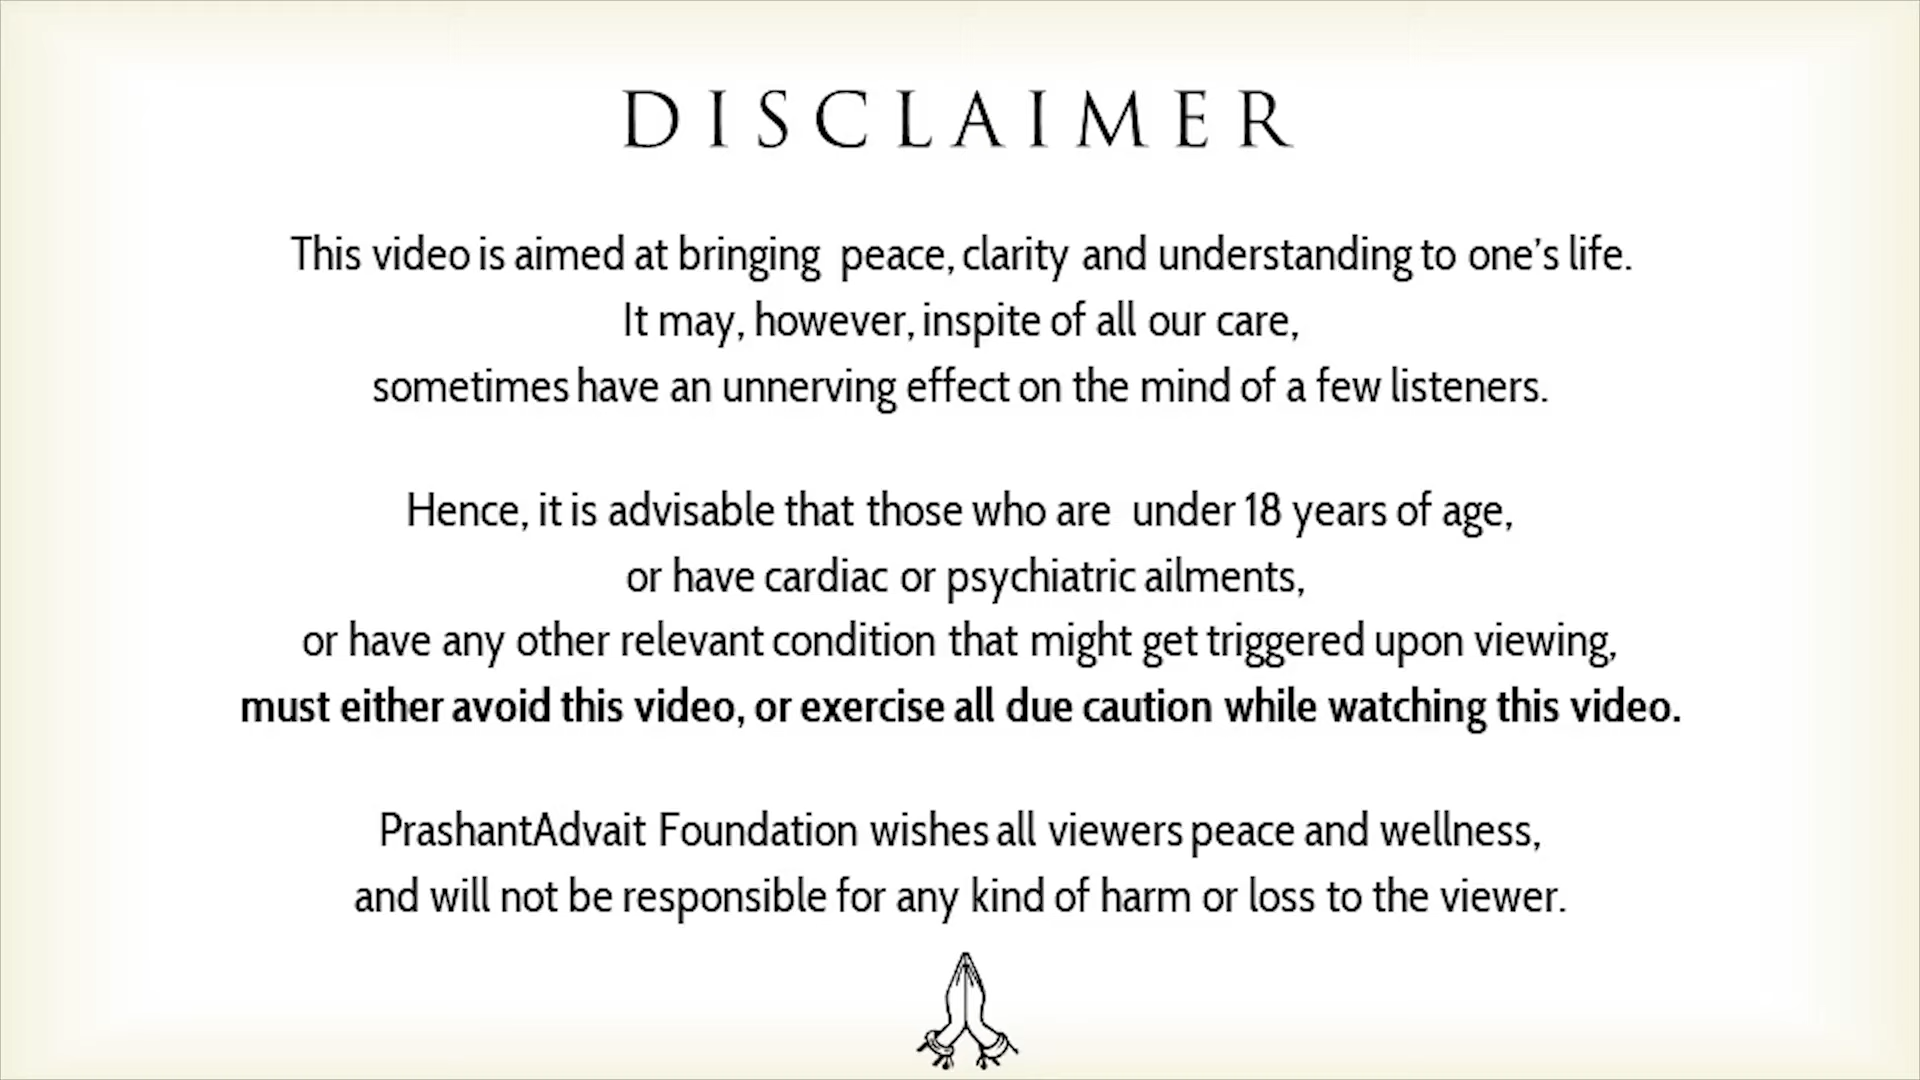 DISCLAIMER
This video is aimed at bringing peace, clarity and understanding to one's life.
It may, however, inspite of all our care,
sometimes have an unnerving effect on the mind of a few listeners.
Hence, it is advisable that those who are under 18 years of age,
or have cardiac or psychiatric ailments,
or have any other relevant condition that might get triggered upon viewing,
must either avoid this video, or exercise all due caution while watching this video.
PrashantAdvait Foundation wishes all viewers peace and wellness,
and will not be responsible for any kind of harm or loss to the viewer.